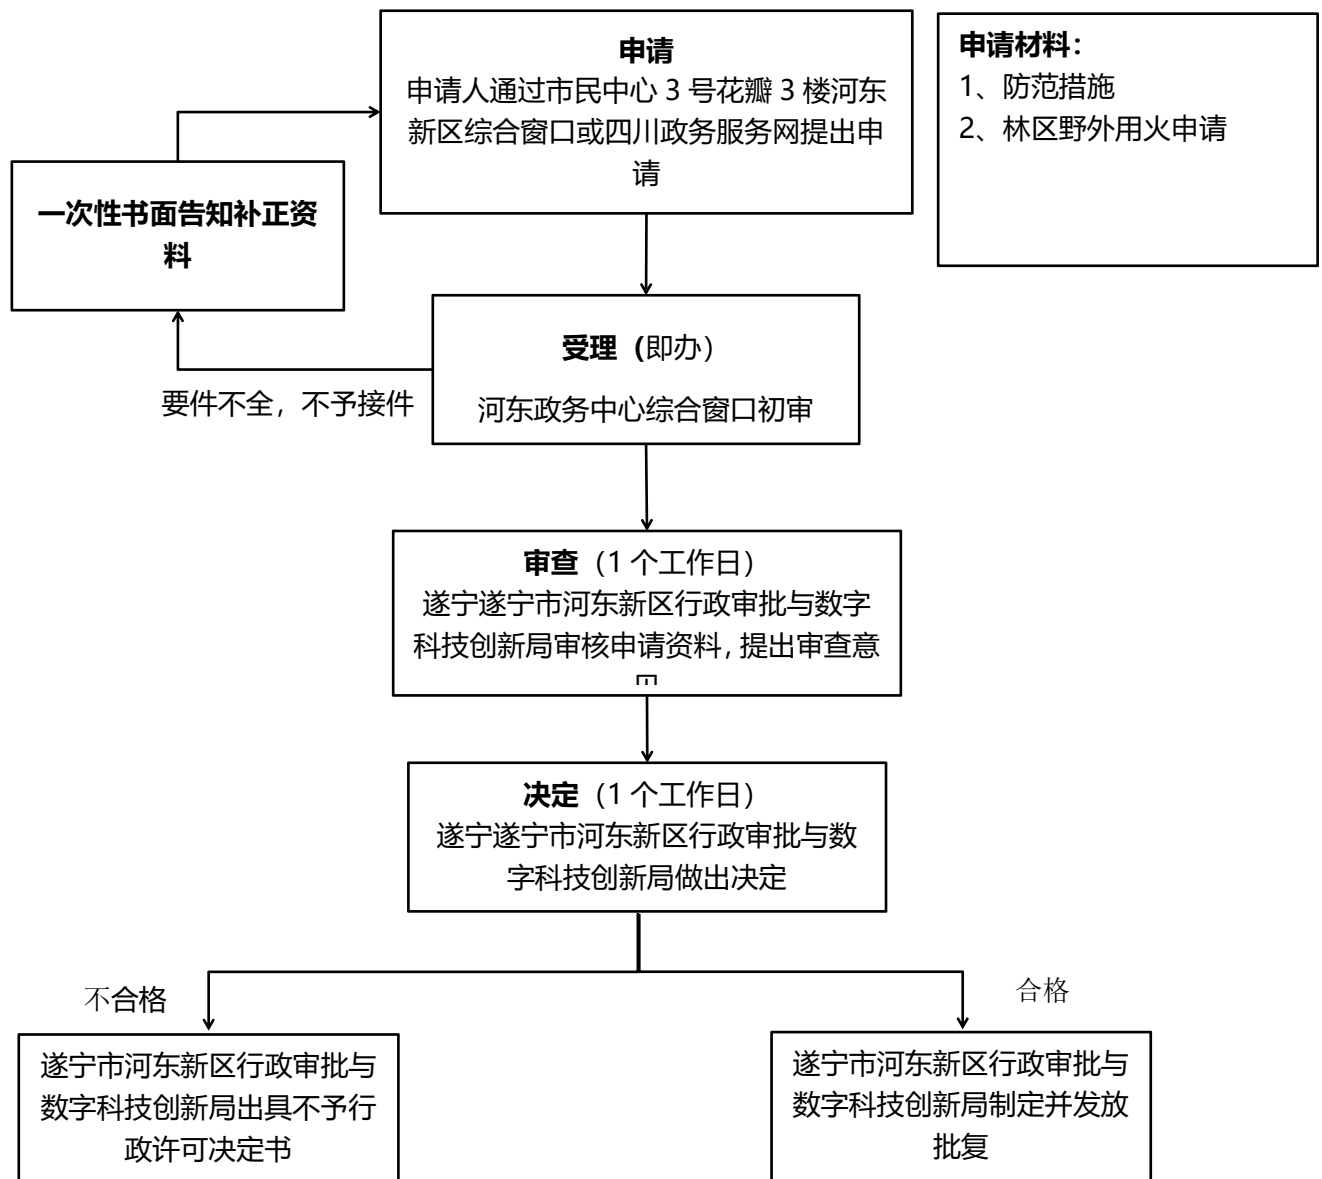 申请
申请人通过市民中心 3 号花瓣 3 楼河东
新区综合窗口或四川政务服务网提出申
请
申请材料：
1、防范措施
2、林区野外用火申请
一次性书面告知补正资
料
受理（即办）
河东政务中心综合窗口初审
要件不全，不予接件
审查（1 个工作日）
遂宁遂宁市河东新区行政审批与数字
科技创新局审核申请资料，提出审查意
决定（1 个工作日）
遂宁遂宁市河东新区行政审批与数
字科技创新局做出决定
不合格
合格
遂宁市河东新区行政审批与
数字科技创新局出具不予行
政许可决定书
遂宁市河东新区行政审批与
数字科技创新局制定并发放
批复